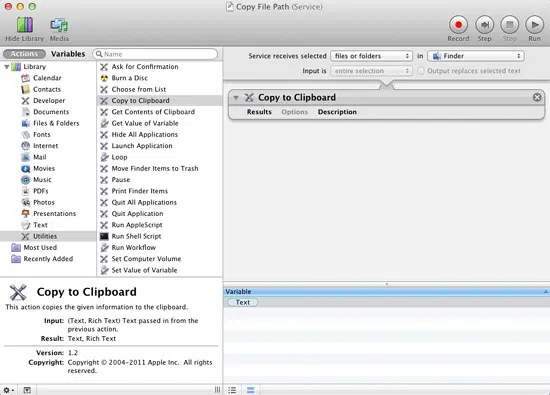 Copy File Path (Service)
Hide Library
Media
Record
Step
Stop
Run
Actions
Variables
Name
Library
Calendar
Contacts
Developer
Documents
Files & Folders
Fonts
Internet
Mail
Movies
Music
PDFs
Photos
Presentations
Text
Utilities
Most Used
Recently Added
Ask for Confirmation
Burn a Disc
Choose from List
Copy to Clipboard
Get Contents of Clipboard
Get Value of Variable
Hide All Applications
Launch Application
Loop
Move Finder Items to Trash
Pause
Print Finder Items
Quit All Applications
Quit Application
Run AppleScript
Run Shell Script
Run Workflow
Set Computer Volume
Set Value of Variable
Service receives selected files or folders in Finder
Input is entire selection Output replaces selected text
Copy to Clipboard
Results Options Description
Copy to Clipboard
This action copies the given information to the clipboard.
Input: (Text, Rich Text) Text passed in from the
previous action.
Result: Text, Rich Text
Version: 1.2
Copyright: Copyright © 2004-2011 Apple Inc. All rights
reserved.
Variable
Text